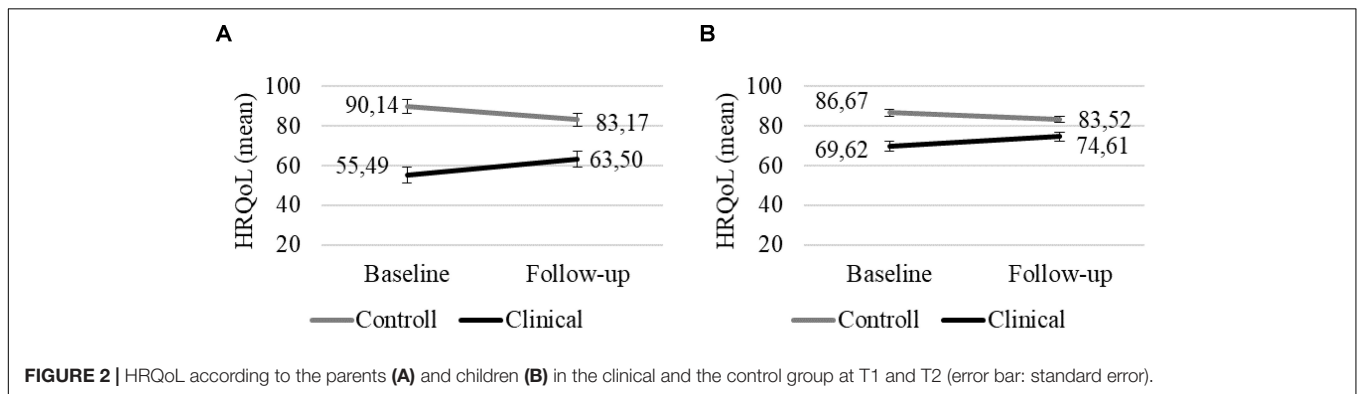 A
HRQoL (mean)
100
80
60
40
20
90,14
83,17
55,49
63,50
Baseline Follow-up
Controll Clinical
B
HRQoL (mean)
100
80
60
40
20
86,67
83,52
69,62
74,61
Baseline Follow-up
Controll Clinical
FIGURE 2 | HRQoL according to the parents (A) and children (B) in the clinical and the control group at T1 and T2 (error bar: standard error).